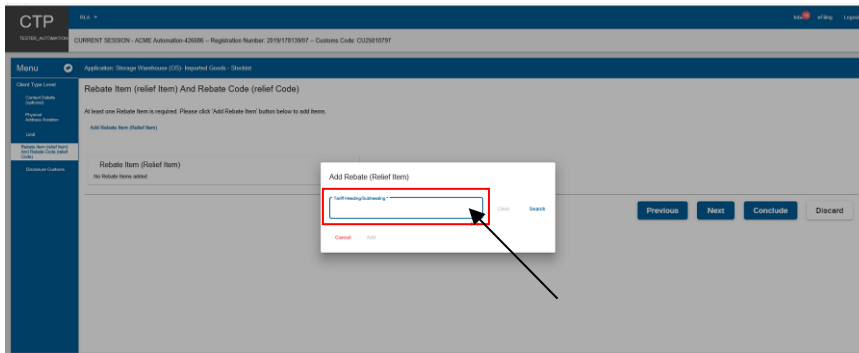 CTP
RLA
eFiling
Logout
TESTER_AUTOMATION
CURRENT SESSION - ACME Automation-426086 -- Registration Number: 2019/178139/07 -- Customs Code: CU29810797
Menu
Application: Storage Warehouse (OS)- Imported Goods - Stockist
Client Type Level
Contact Details
(optional)
Physical
Address/location
Limit
Rebate Item (relief Item)
And Rebate Code (relief
Code)
Disclosure Customs
Rebate Item (relief Item) And Rebate Code (relief Code)
At least one Rebate Item is required. Please click 'Add Rebate Item' button below to add Items.
Add Rebate Item (Relief Item)
Rebate Item (Relief Item)
No Rebate Items added
Add Rebate (Relief Item)
Tariff Heading/Subheading *
Clear
Search
Cancel
Add
Previous
Next
Conclude
Discard